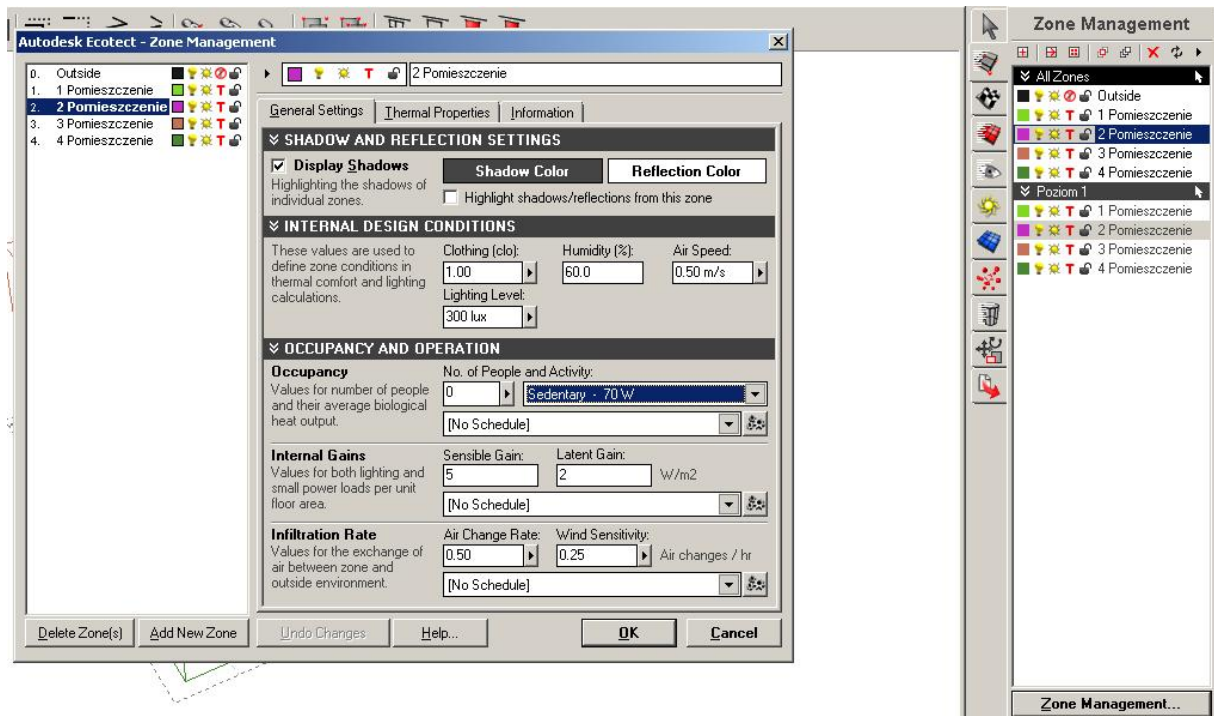 Autodesk Ecotect - Zone Management
0. Outside
1. 1 Pomieszczenie
2. 2 Pomieszczenie
3. 3 Pomieszczenie
4. 4 Pomieszczenie
Delete Zone(s)
Add New Zone
T
2 Pomieszczenie
General Settings
Thermal Properties
Information
SHADOW AND REFLECTION SETTINGS
Display Shadows
Highlighting the shadows of
individual zones.
Shadow Color
Reflection Color
Highlight shadows/reflections from this zone
INTERNAL DESIGN CONDITIONS
These values are used to
define zone conditions in
thermal comfort and lighting
calculations.
Clothing (clo): Humidity (%): Air Speed:
1.00 60.0 0.50 m/s
Lighting Level:
300 lux
OCCUPANCY AND OPERATION
Occupancy
Values for number of people
and their average biological
heat output.
No. of People and Activity:
0 Sedentary - 70 W
[No Schedule]
Internal Gains
Values for both lighting and
small power loads per unit
floor area.
Sensible Gain: Latent Gain:
5 2 W/m2
[No Schedule]
Infiltration Rate
Values for the exchange of
air between zone and
outside environment.
Air Change Rate: Wind Sensitivity:
0.50 0.25 Air changes / hr
[No Schedule]
Undo Changes
Help...
OK
Cancel
Zone Management
All Zones
Outside
T 1 Pomieszczenie
T 2 Pomieszczenie
T 3 Pomieszczenie
T 4 Pomieszczenie
Poziom 1
T 1 Pomieszczenie
T 2 Pomieszczenie
T 3 Pomieszczenie
T 4 Pomieszczenie
Zone Management...